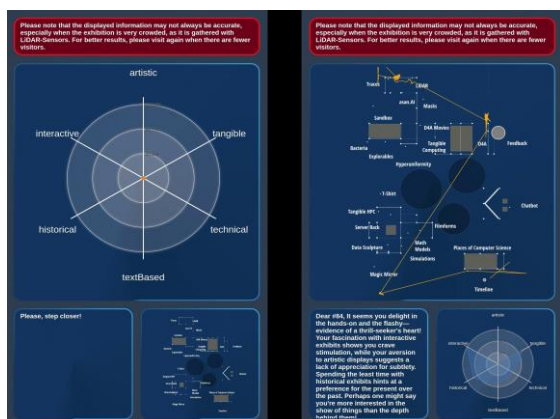 Please note that the displayed information may not always be accurate,
especially when the exhibition is very crowded, as it is gathered with
LiDAR-Sensors. For better results, please visit again when there are fewer
visitors.
artistic
interactive
tangible
historical
technical
textBased
Please, step closer!
Please note that the displayed information may not always be accurate,
especially when the exhibition is very crowded, as it is gathered with
LiDAR-Sensors. For better results, please visit again when there are fewer
visitors.
LiDAR
Masks
Sandbox
D4A Movies
Bacteria
Tangible
Computing
D4A
Feedback
Explorables
Hyperuniformity
T-Shirt
Chatbot
Tangible HPC
Server Rack
Filmforms
Data Sculpture
Math
Models
Simulations
Places of Computer Science
Magic Mirror
Timeline
Dear #84, It seems you delight in
the hands-on and the flashy—
evidence of a thrill-seeker's heart!
Your fascination with interactive
exhibits shows you crave
stimulation, while your aversion
to artistic displays suggests a
lack of appreciation for subtlety.
Spending the least time with
historical exhibits hints at a
preference for the present over
the past. Perhaps one might say
you're more interested in the
show of things than the depth
behind them!
artistic
interactive
tangible
historical
technical
textBased